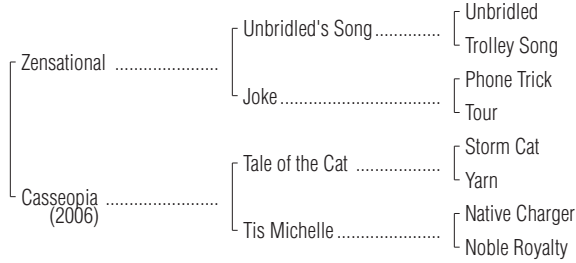 Unbridled
Unbridled's Song..............
Trolley Song
Zensational ......................
Phone Trick
Joke..................................
Tour
Storm Cat
Tale of the Cat ..................
Yarn
Casseopia ........................
(2006)
Native Charger
Tis Michelle......................
Noble Royalty